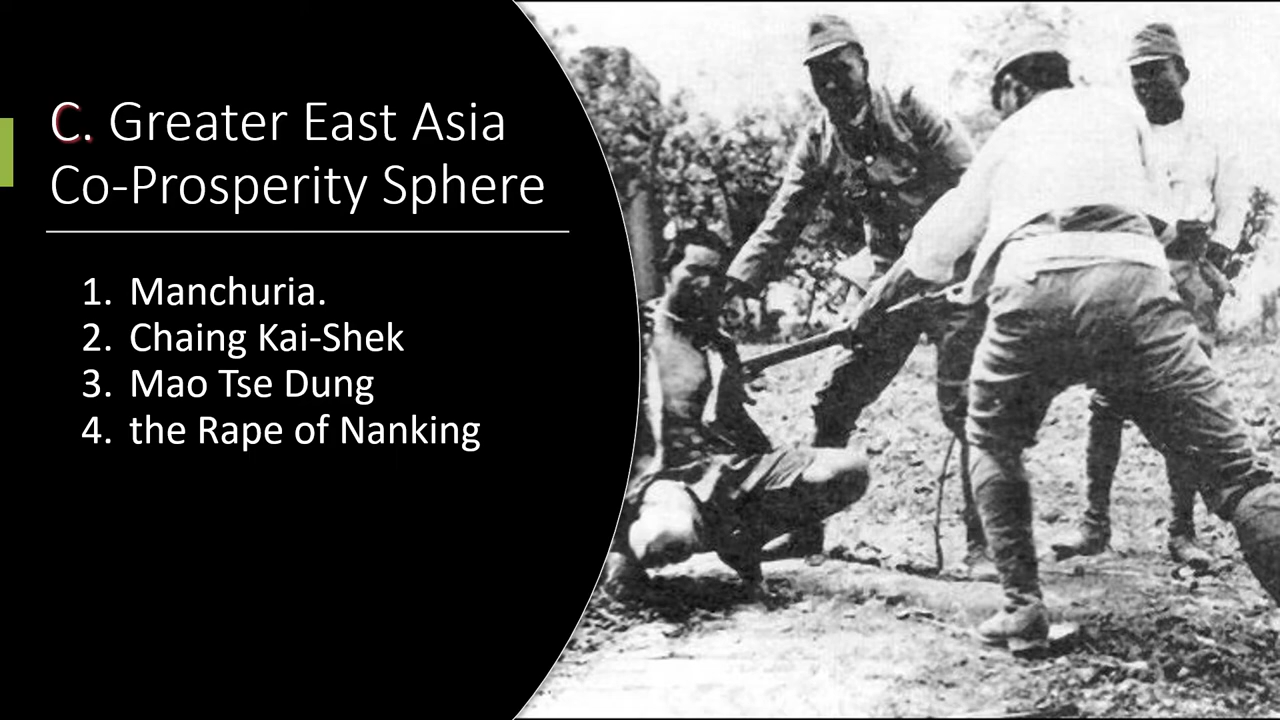 C. Greater East Asia
Co-Prosperity Sphere
1. Manchuria.
2. Chaing Kai-Shek
3. Mao Tse Dung
4. the Rape of Nanking